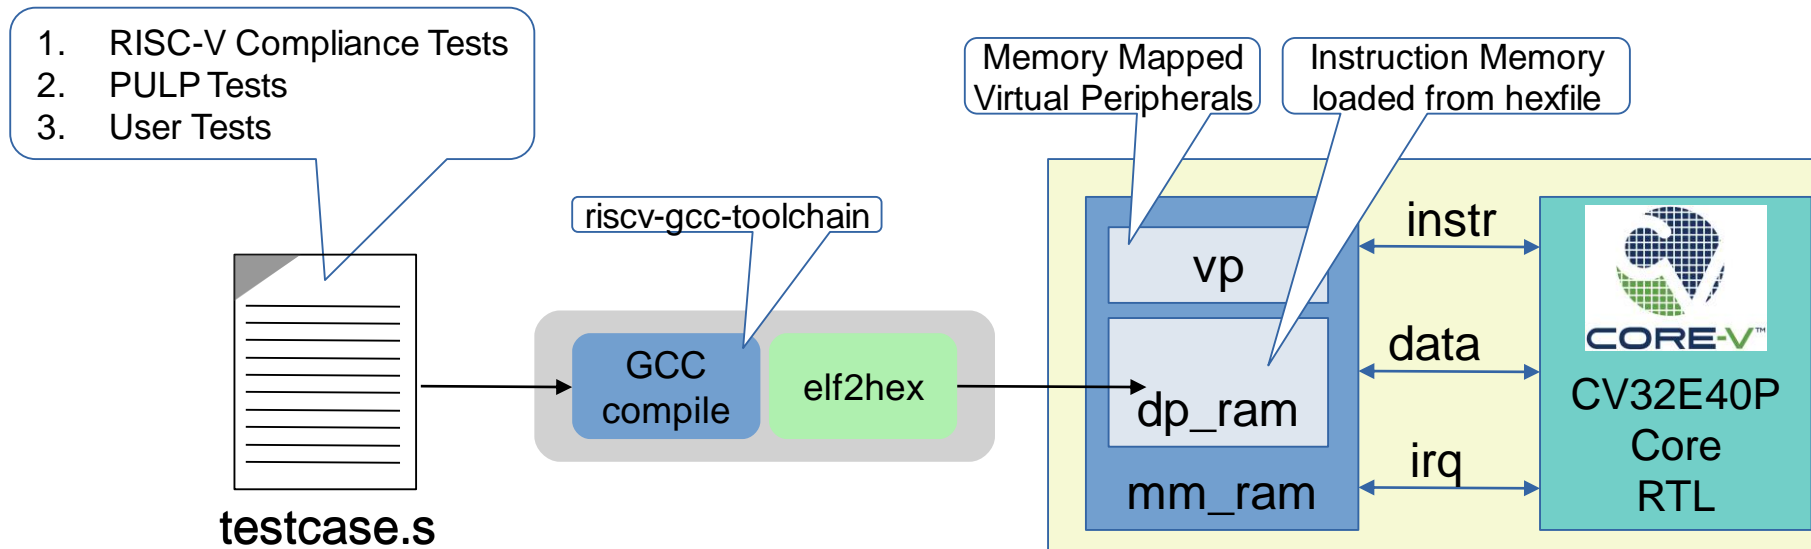 1. RISC-V Compliance Tests
2. PULP Tests
3. User Tests
Memory Mapped
Virtual Peripherals
Instruction Memory
loaded from hexfile
riscv-gcc-toolchain
testcase.s
GCC
compile
elf2hex
vp
dp_ram
mm_ram
instr
data
irq
CORE-V™
CV32E40P
Core
RTL